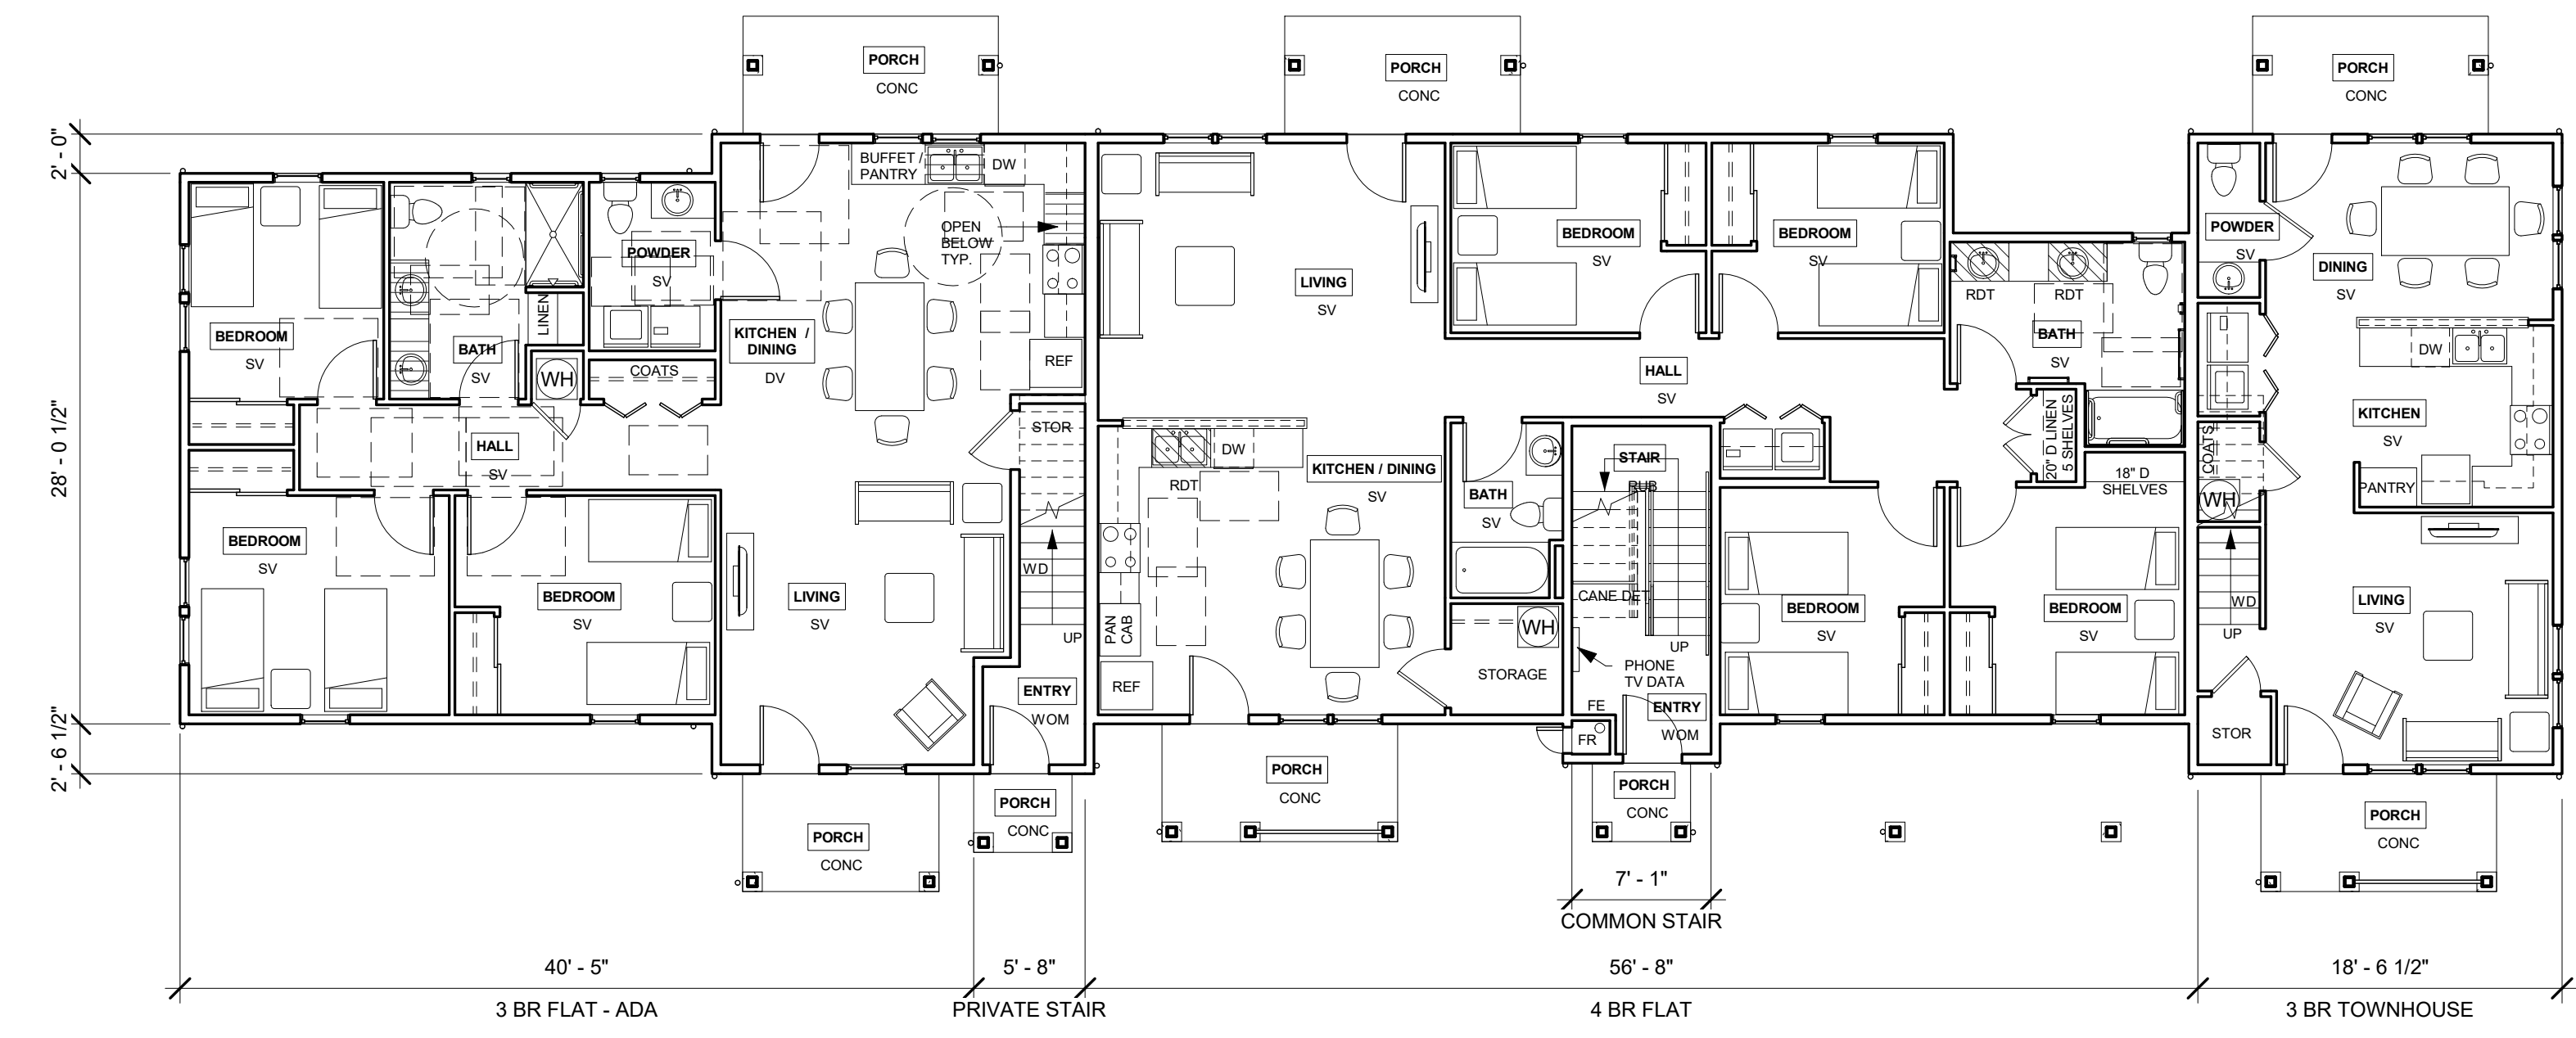 PORCH
CONC
PORCH
CONC
PORCH
CONC
2' - 0"
28' - 0 1/2"
2' - 6 1/2"
BEDROOM
SV
BATH
SV
LINEN
POWDER
SV
WH
COATS
BUFFET /
PANTRY
DW
OPEN
BELOW
TYP.
KITCHEN /
DINING
DV
REF
HALL
SV
STOR
BEDROOM
SV
BEDROOM
SV
LIVING
SV
WD
UP
ENTRY
WOM
PORCH
CONC
PORCH
CONC
LIVING
SV
BEDROOM
SV
BEDROOM
SV
HALL
SV
RDT
RDT
BATH
SV
20" D LINEN
5 SHELVES
18" D
SHELVES
DW
RDT
KITCHEN / DINING
SV
BATH
SV
STAIR
RUB
CANE DET
UP
PAN
CAB
REF
WH
STORAGE
PHONE
TV DATA
FE
FR
ENTRY
WOM
BEDROOM
SV
BEDROOM
SV
PORCH
CONC
PORCH
CONC
POWDER
SV
DINING
SV
DW
KITCHEN
SV
COATS
WH
PANTRY
WD
UP
LIVING
SV
STOR
PORCH
CONC
7' - 1"
COMMON STAIR
40' - 5"
5' - 8"
56' - 8"
18' - 6 1/2"
3 BR FLAT - ADA
PRIVATE STAIR
4 BR FLAT
3 BR TOWNHOUSE